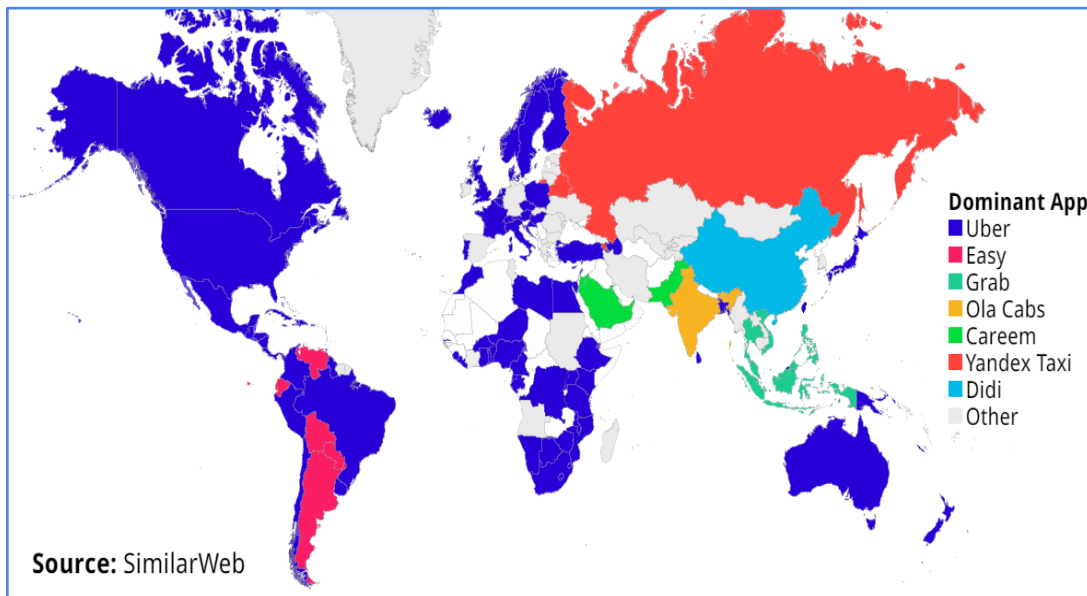 Dominant App
Uber
Easy
Grab
Ola Cabs
Careem
Yandex Taxi
Didi
Other
Source: SimilarWeb